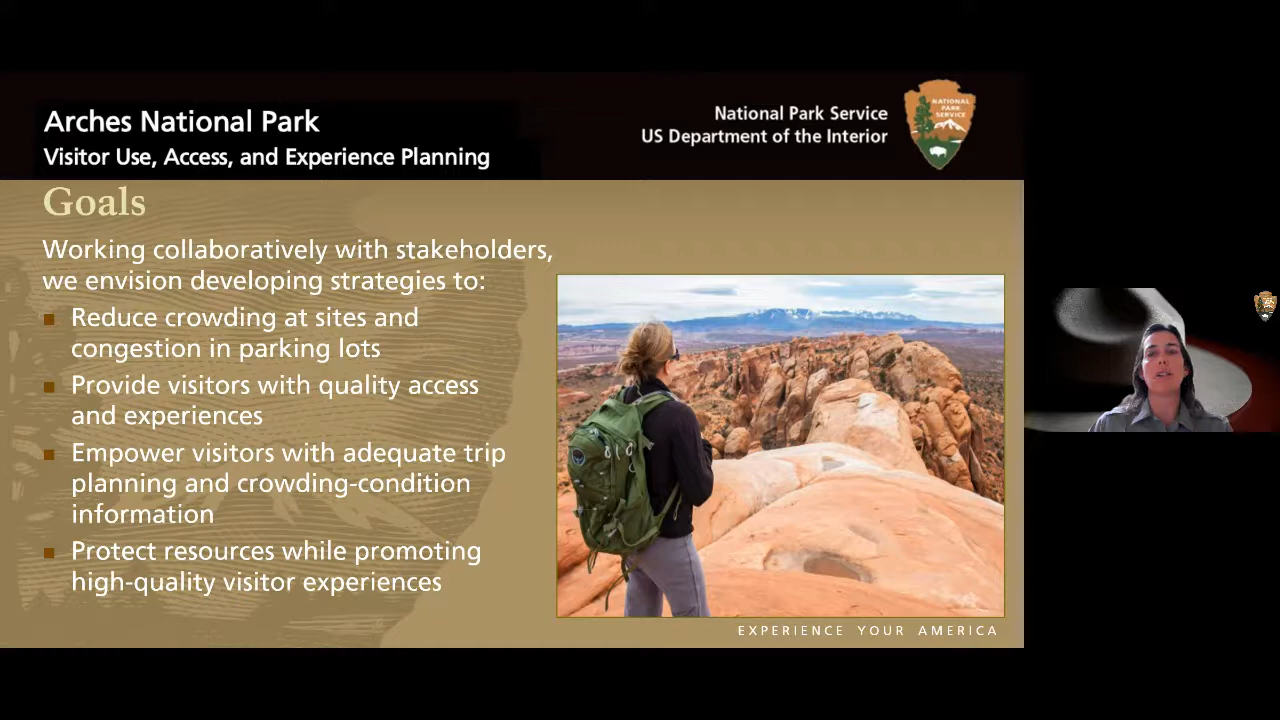 Arches National Park
Visitor Use, Access, and Experience Planning
National Park Service
US Department of the Interior
NATIONAL
PARK
SERVICE
Goals
Working collaboratively with stakeholders,
we envision developing strategies to:
Reduce crowding at sites and
congestion in parking lots
Provide visitors with quality access
and experiences
Empower visitors with adequate trip
planning and crowding-condition
information
Protect resources while promoting
high-quality visitor experiences
EXPERIENCE YOUR AMERICA